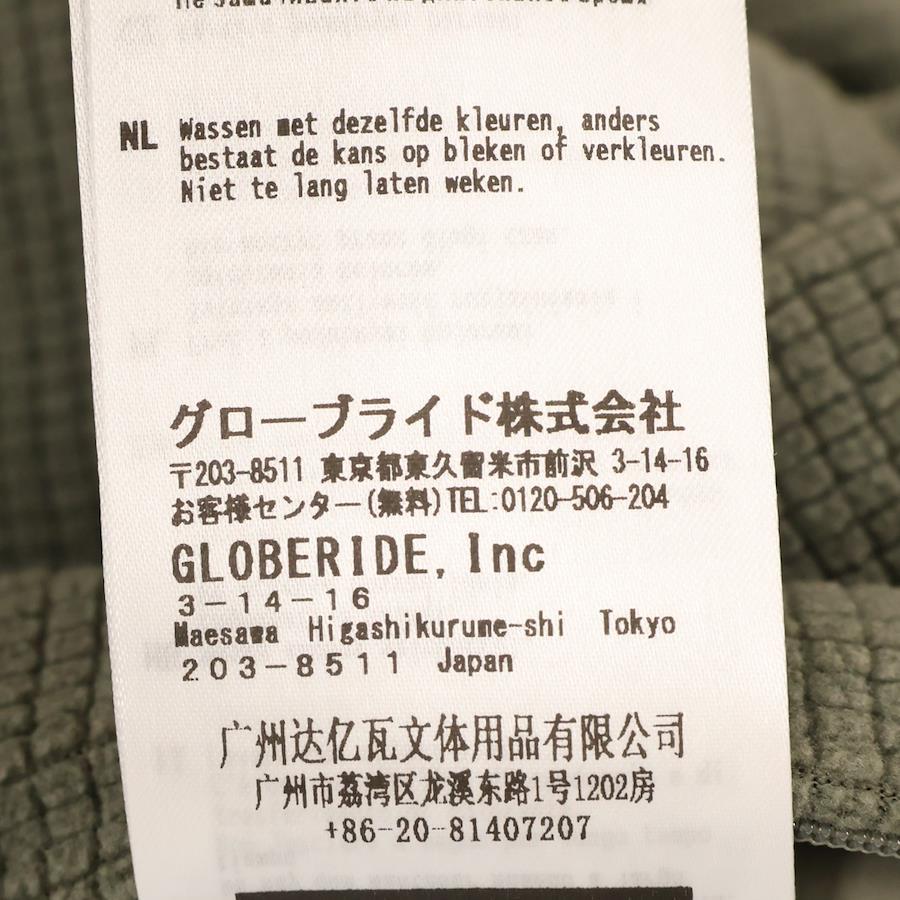 NL Wassen met dezelfde kleuren, anders
bestaat de kans op bleken of verkleuren.
Niet te lang laten weken.
グローブライド株式会社
〒203-8511 東京都東久留米市前沢 3-14-16
お客様センター(無料)TEL:0120-506-204
GLOBERIDE, Inc
3-14-16
Maesawa Higashikurume-shi Tokyo
203-8511 Japan
广州达亿瓦文体用品有限公司
广州市荔湾区龙溪东路1号1202房
+86-20-81407207